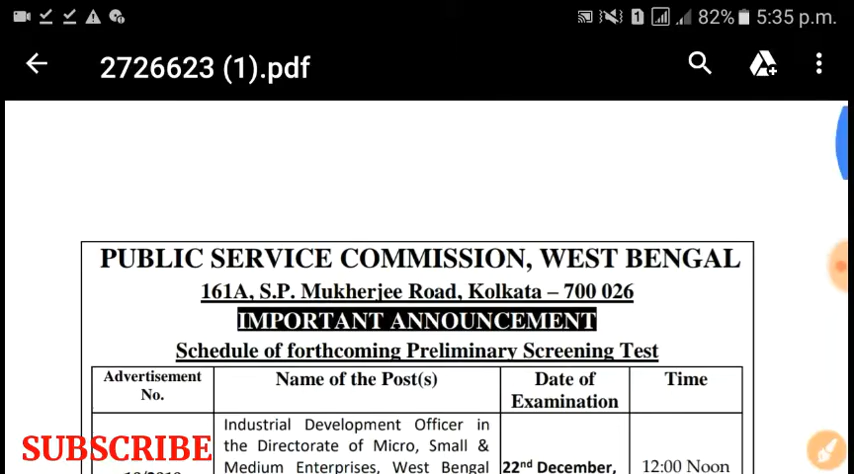 82% 5:35 p.m.
2726623 (1).pdf
PUBLIC SERVICE COMMISSION, WEST BENGAL
161A, S.P. Mukherjee Road, Kolkata – 700 026
IMPORTANT ANNOUNCEMENT
Schedule of forthcoming Preliminary Screening Test
Advertisement No.
Name of the Post(s)
Date of Examination
Time
Industrial Development Officer in
the Directorate of Micro, Small &
Medium Enterprises, West Bengal
22nd December,
12:00 Noon
SUBSCRIBE